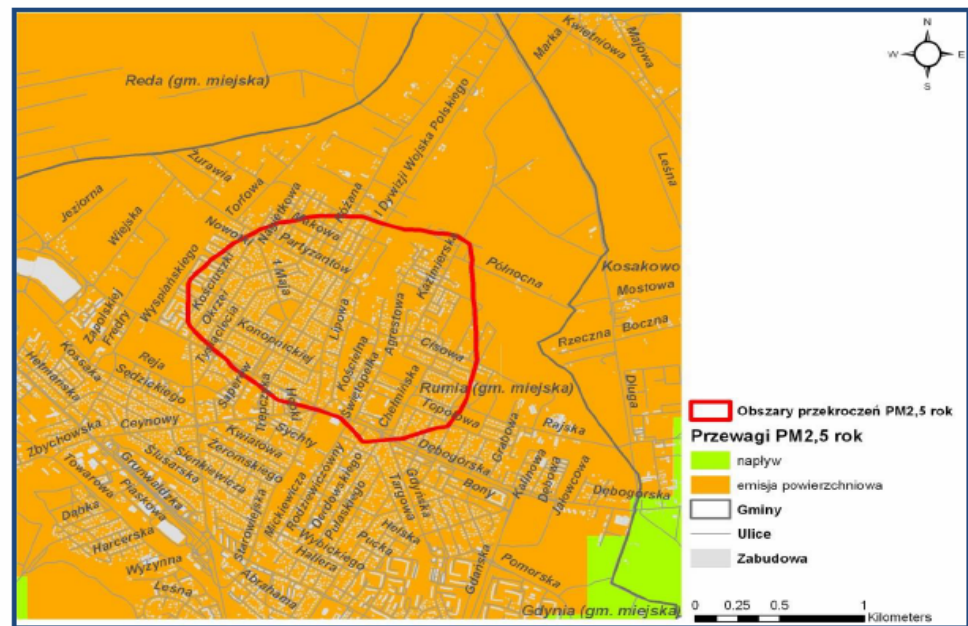 N
W E
S
Reda (gm. miejska)
Marka
Kwietniowa
Majowa
Leśna
Żurawia
Torfowa
Nagietkowa
Makowa
Różana
I Dywizji Wojska Polskiego
Jeziorna
Wiejska
Nowotki
Partyzantów
Kazimierska
Północna
Kosakowo
Mostowa
Boczna
Rzeczna
Długa
Wyspiańskiego
Kościuszki
Okrzei
Tysiąclecia
1 Maja
Zapolskiej
Fredry
Konopnickiej
Lipowa
Agrestowa
Cisowa
Kościelna
Świętopełka
Chełmińska
Rumia (gm. miejska)
Kossaka
Hetmańska
Reja
Sędzickiego
Ceynowy
Saperów
Topolowa
Rajska
Zbychowska
Towarowa
Grunwaldzka
Ślusarska
Sienkiewicza
Żeromskiego
Kwiatowa
Sychty
Dębogórska
Grabowa
Kalinowa
Dębowa
Jałowcowa
Dębogórska
Piaskowa
Dąbka
Harcerska
Wyżynna
Leśna
Starowiejska
Mickiewicza
Rodziewiczówny
Derdowskiego
Pułaskiego
Targowa
Gdyńska
Bony
Wybickiego
Hallera
Pucka
Helska
Abrahama
Gdańska
Pomorska
Gdynia (gm. miejska)
Obszary przekroczeń PM2,5 rok
Przewagi PM2,5 rok
napływ
emisja powierzchniowa
Gminy
Ulice
Zabudowa
0 0.25 0.5 1
Kilometers